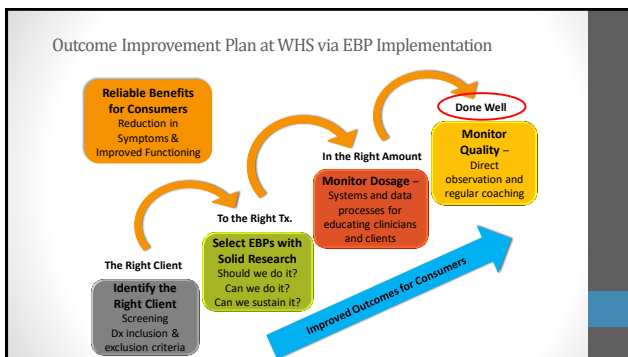 Outcome Improvement Plan at WHS via EBP Implementation
Reliable Benefits
for Consumers
Reduction in
Symptoms &
Improved Functioning
Done Well
Monitor
Quality –
Direct
observation and
regular coaching
In the Right Amount
Monitor Dosage –
Systems and data
processes for
educating clinicians
and clients
To the Right Tx.
Select EBPs with
Solid Research
Should we do it?
Can we do it?
Can we sustain it?
The Right Client
Identify the
Right Client
Screening
Dx inclusion &
exclusion criteria
Improved Outcomes for Consumers